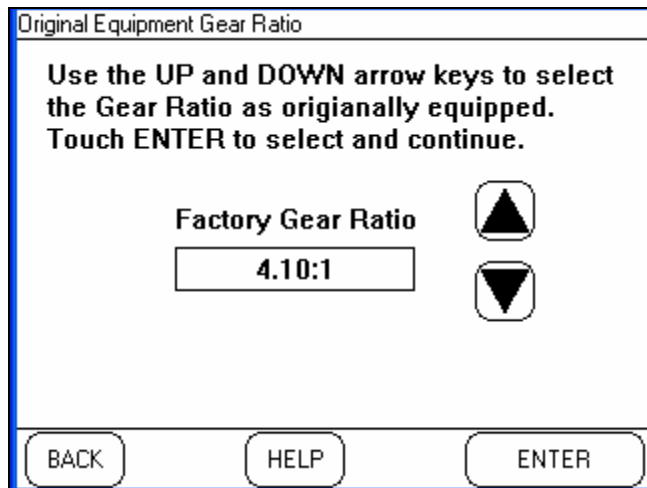 Original Equipment Gear Ratio
Use the UP and DOWN arrow keys to select
the Gear Ratio as origianally equipped.
Touch ENTER to select and continue.
Factory Gear Ratio
4.10:1
BACK
HELP
ENTER